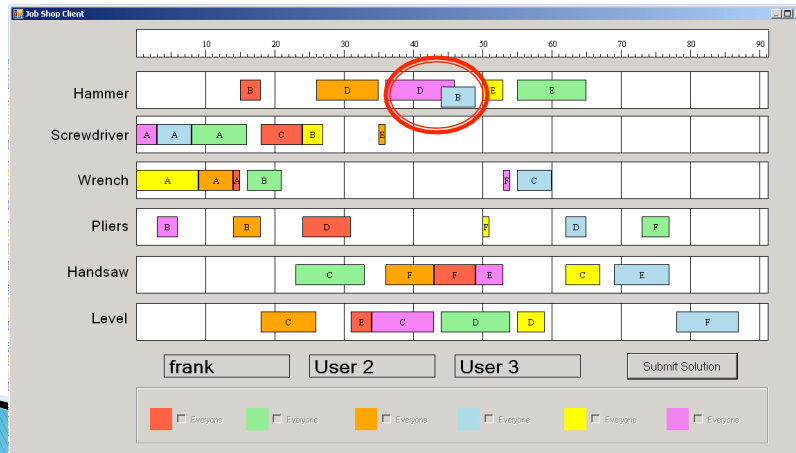 Job Shop Client
10 20 30 40 50 60 70 80 90
Hammer B D D B E E
Screwdriver A A A C B E
Wrench A A A B F C
Pliers B B D F D F
Handsaw C F F E C E
Level C E C D D F
frank User 2 User 3 Submit Solution
Everyone Everyone Everyone Everyone Everyone Everyone